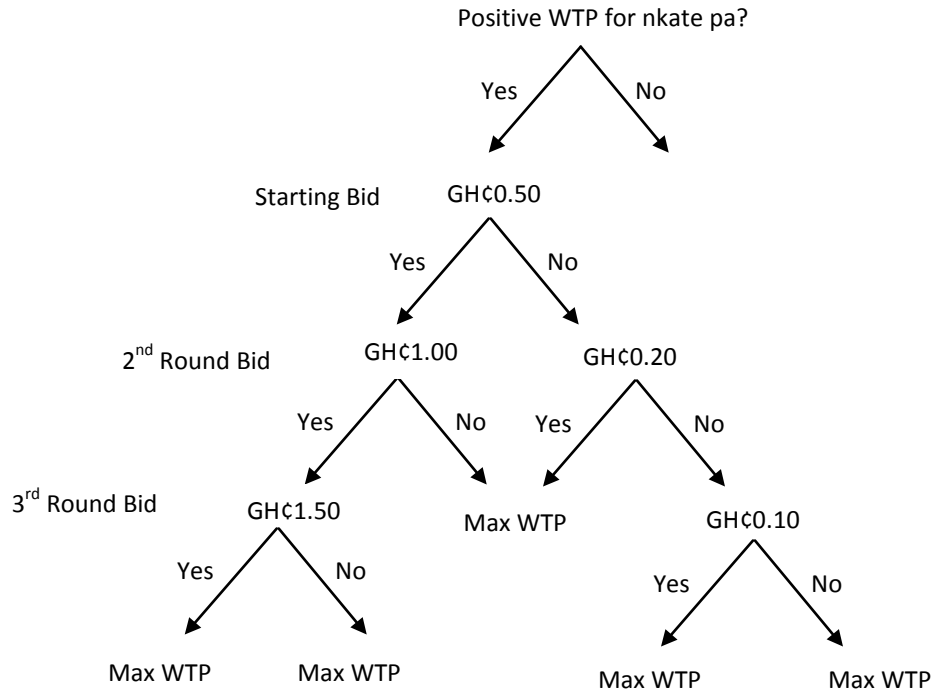 Positive WTP for nkate pa?
Yes No
Starting Bid GH¢0.50
Yes No
2nd Round Bid GH¢1.00 GH¢0.20
Yes No Yes No
3rd Round Bid GH¢1.50 Max WTP GH¢0.10
Yes No Yes No
Max WTP Max WTP Max WTP Max WTP